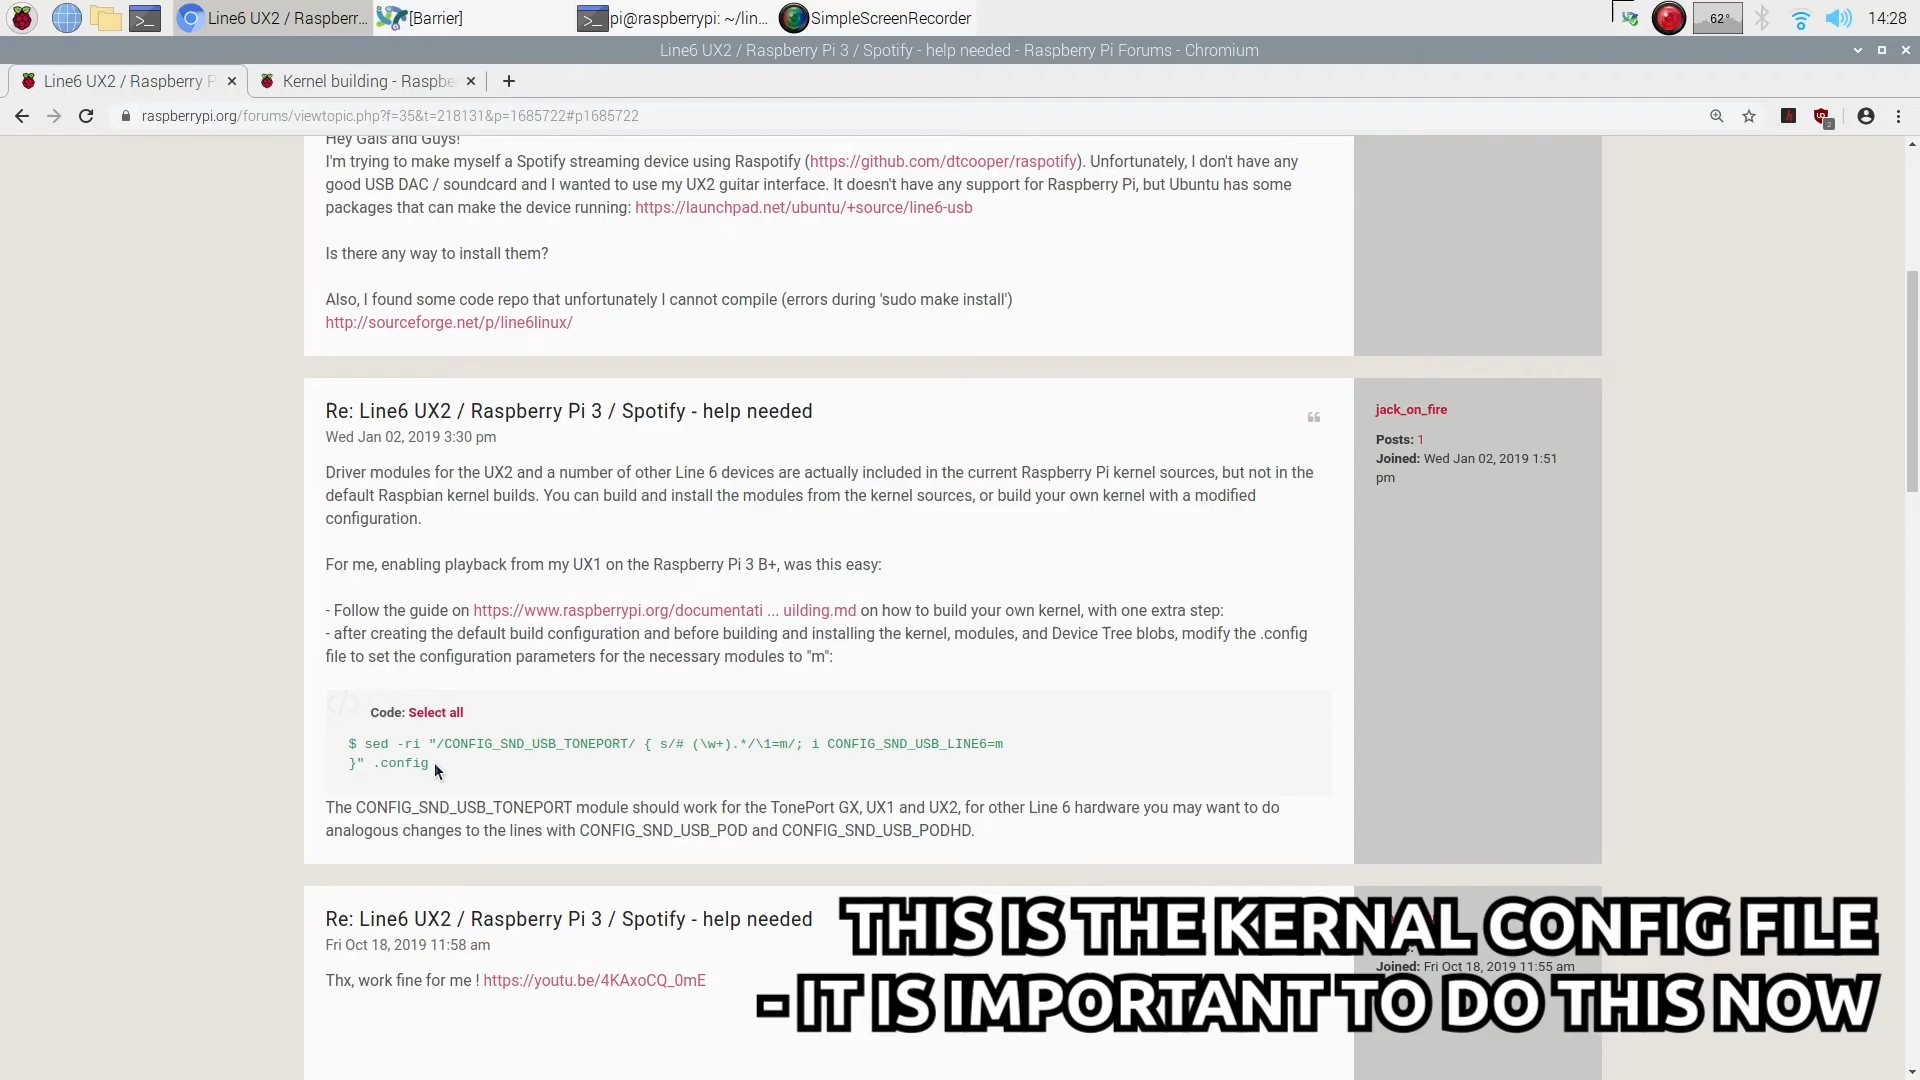 Line6 UX2 / Raspberr...
[Barrier]
pi@raspberrypi: ~/lin...
SimpleScreenRecorder
62°
14:28
Line6 UX2 / Raspberry Pi 3 / Spotify - help needed - Raspberry Pi Forums - Chromium
Line6 UX2 / Raspberry P
Kernel building - Raspbe
raspberrypi.org/forums/viewtopic.php?f=35&t=218131&p=1685722#p1685722
2
Hey Gals and Guys!
I'm trying to make myself a Spotify streaming device using Raspotify (https://github.com/dtcooper/raspotify). Unfortunately, I don't have any
good USB DAC / soundcard and I wanted to use my UX2 guitar interface. It doesn't have any support for Raspberry Pi, but Ubuntu has some
packages that can make the device running: https://launchpad.net/ubuntu/+source/line6-usb
Is there any way to install them?
Also, I found some code repo that unfortunately I cannot compile (errors during 'sudo make install')
http://sourceforge.net/p/line6linux/
Re: Line6 UX2 / Raspberry Pi 3 / Spotify - help needed
Wed Jan 02, 2019 3:30 pm
jack_on_fire
Posts: 1
Joined: Wed Jan 02, 2019 1:51
pm
Driver modules for the UX2 and a number of other Line 6 devices are actually included in the current Raspberry Pi kernel sources, but not in the
default Raspbian kernel builds. You can build and install the modules from the kernel sources, or build your own kernel with a modified
configuration.
For me, enabling playback from my UX1 on the Raspberry Pi 3 B+, was this easy:
- Follow the guide on https://www.raspberrypi.org/documentati ... uilding.md on how to build your own kernel, with one extra step:
- after creating the default build configuration and before building and installing the kernel, modules, and Device Tree blobs, modify the .config
file to set the configuration parameters for the necessary modules to "m":
Code: Select all
$ sed -ri "/CONFIG_SND_USB_TONEPORT/ { s/# (\w+).*/\1=m/; i CONFIG_SND_USB_LINE6=m
}" .config
The CONFIG_SND_USB_TONEPORT module should work for the TonePort GX, UX1 and UX2, for other Line 6 hardware you may want to do
analogous changes to the lines with CONFIG_SND_USB_POD and CONFIG_SND_USB_PODHD.
Re: Line6 UX2 / Raspberry Pi 3 / Spotify - help needed
Fri Oct 18, 2019 11:58 am
Thx, work fine for me ! https://youtu.be/4KAxoCQ_0mE
Joined: Fri Oct 18, 2019 11:55 am
THIS IS THE KERNAL CONFIG FILE
- IT IS IMPORTANT TO DO THIS NOW